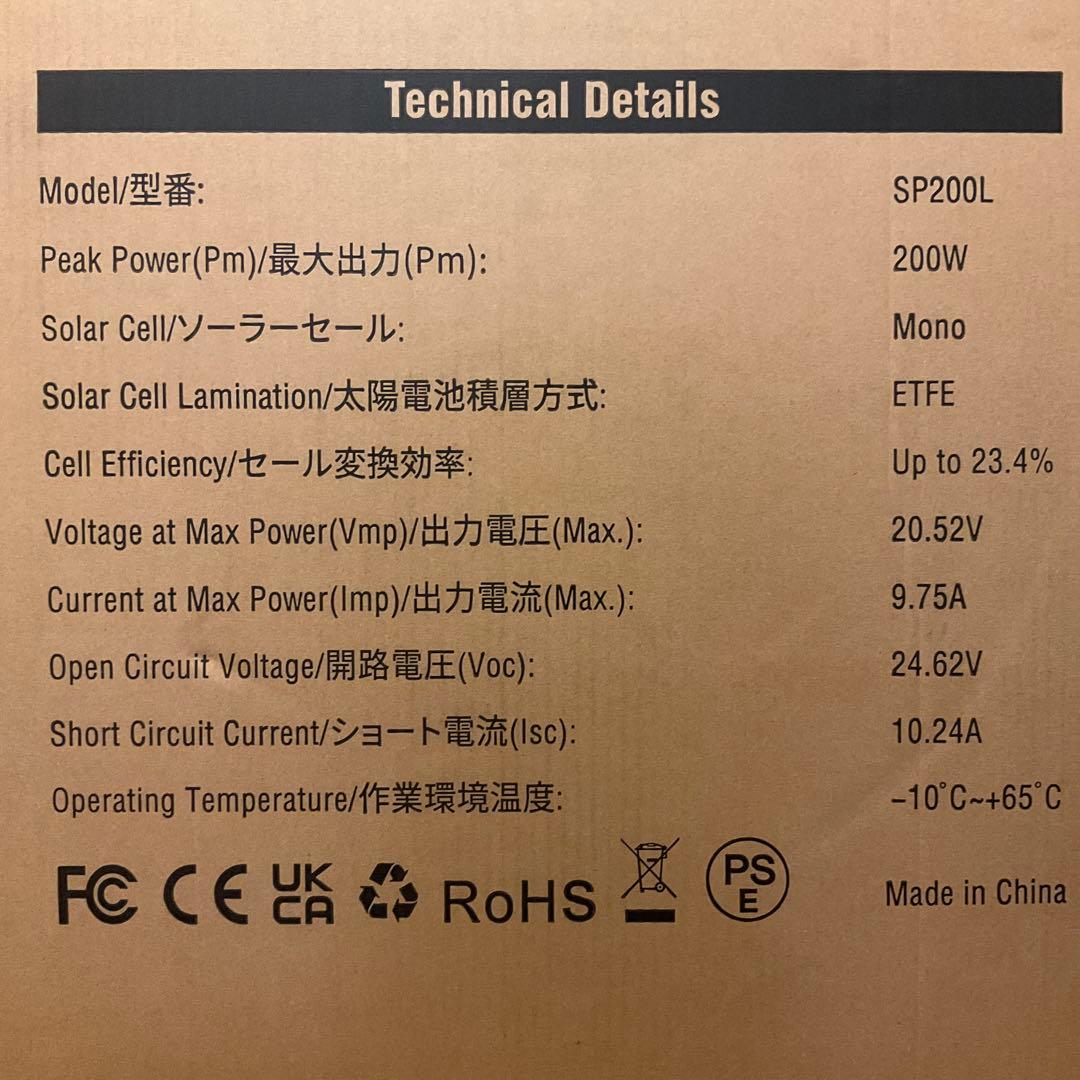 Technical Details
Model/型番: SP200L
Peak Power(Pm)/最大出力(Pm): 200W
Solar Cell/ソーラーセール: Mono
Solar Cell Lamination/太陽電池積層方式: ETFE
Cell Efficiency/セール変換効率: Up to 23.4%
Voltage at Max Power(Vmp)/出力電圧(Max.): 20.52V
Current at Max Power(Imp)/出力電流(Max.): 9.75A
Open Circuit Voltage/開路電圧(Voc): 24.62V
Short Circuit Current/ショート電流(Isc): 10.24A
Operating Temperature/作業環境温度: −10°C~+65°C
FC CE UK CA RoHS PS E Made in China